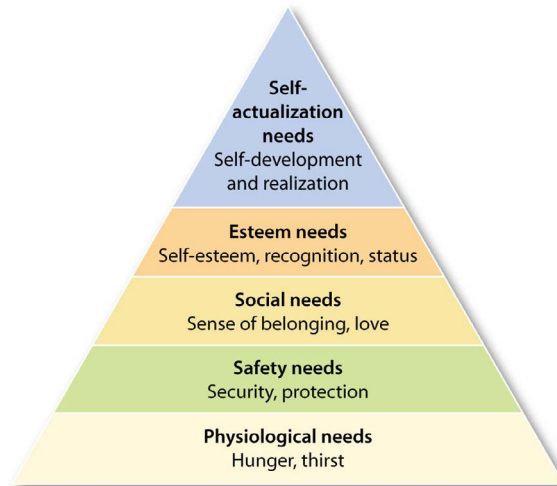 Self-
actualization
needs
Self-development
and realization
Esteem needs
Self-esteem, recognition, status
Social needs
Sense of belonging, love
Safety needs
Security, protection
Physiological needs
Hunger, thirst